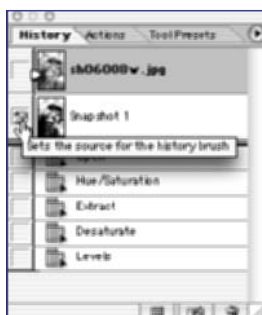 History Actions Tool Presets
sh06008w.jpg
Snapshot 1
Sets the source for the history brush
Hue/Saturation
Extract
Desaturate
Levels